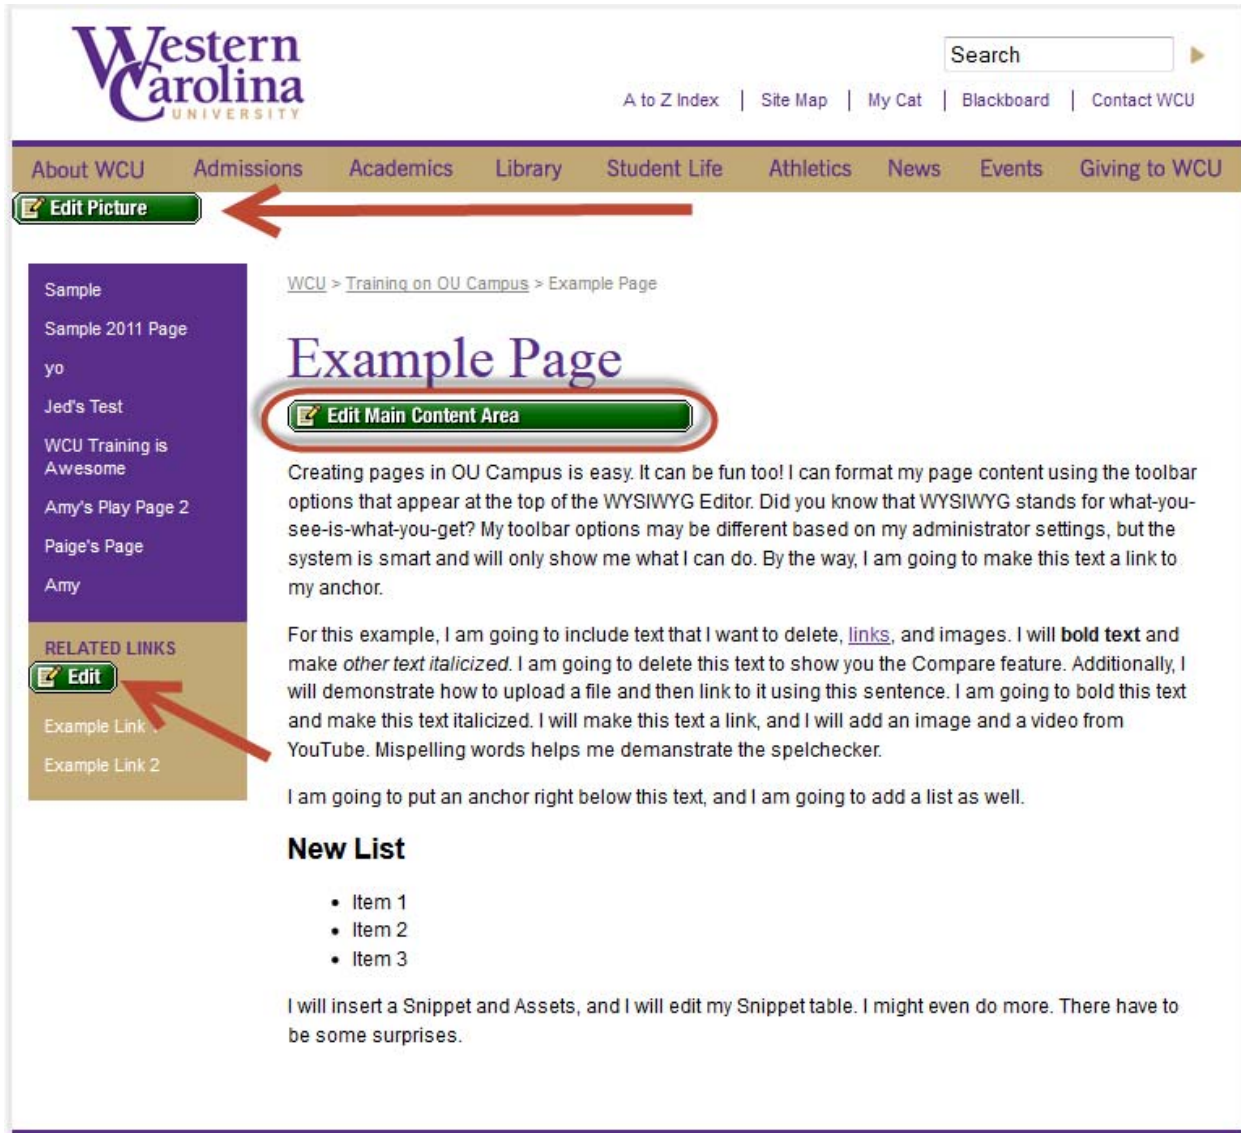 Western
Carolina
UNIVERSITY
Search
A to Z Index | Site Map | My Cat | Blackboard | Contact WCU
About WCU Admissions Academics Library Student Life Athletics News Events Giving to WCU
Edit Picture
Sample
Sample 2011 Page
yo
Jed's Test
WCU Training is
Awesome
Amy's Play Page 2
Paige's Page
Amy
RELATED LINKS
Edit
Example Link
Example Link 2
WCU > Training on OU Campus > Example Page
Example Page
Edit Main Content Area
Creating pages in OU Campus is easy. It can be fun too! I can format my page content using the toolbar
options that appear at the top of the WYSIWYG Editor. Did you know that WYSIWYG stands for what-you-
see-is-what-you-get? My toolbar options may be different based on my administrator settings, but the
system is smart and will only show me what I can do. By the way, I am going to make this text a link to
my anchor.
For this example, I am going to include text that I want to delete, links, and images. I will bold text and
make other text italicized. I am going to delete this text to show you the Compare feature. Additionally, I
will demonstrate how to upload a file and then link to it using this sentence. I am going to bold this text
and make this text italicized. I will make this text a link, and I will add an image and a video from
YouTube. Mispelling words helps me demanstrate the spelchecker.
I am going to put an anchor right below this text, and I am going to add a list as well.
New List
• Item 1
• Item 2
• Item 3
I will insert a Snippet and Assets, and I will edit my Snippet table. I might even do more. There have to
be some surprises.